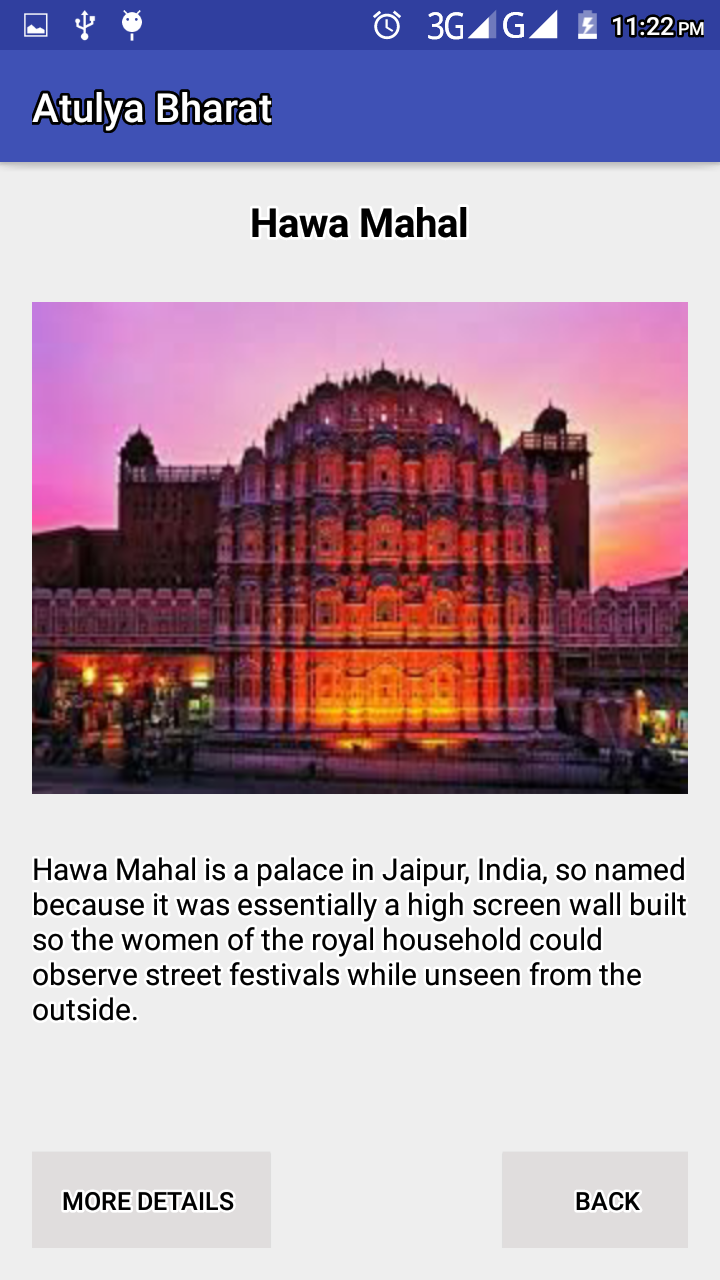 3G G 11:22 PM
Atulya Bharat
Hawa Mahal
Hawa Mahal is a palace in Jaipur, India, so named
because it was essentially a high screen wall built
so the women of the royal household could
observe street festivals while unseen from the
outside.
MORE DETAILS BACK